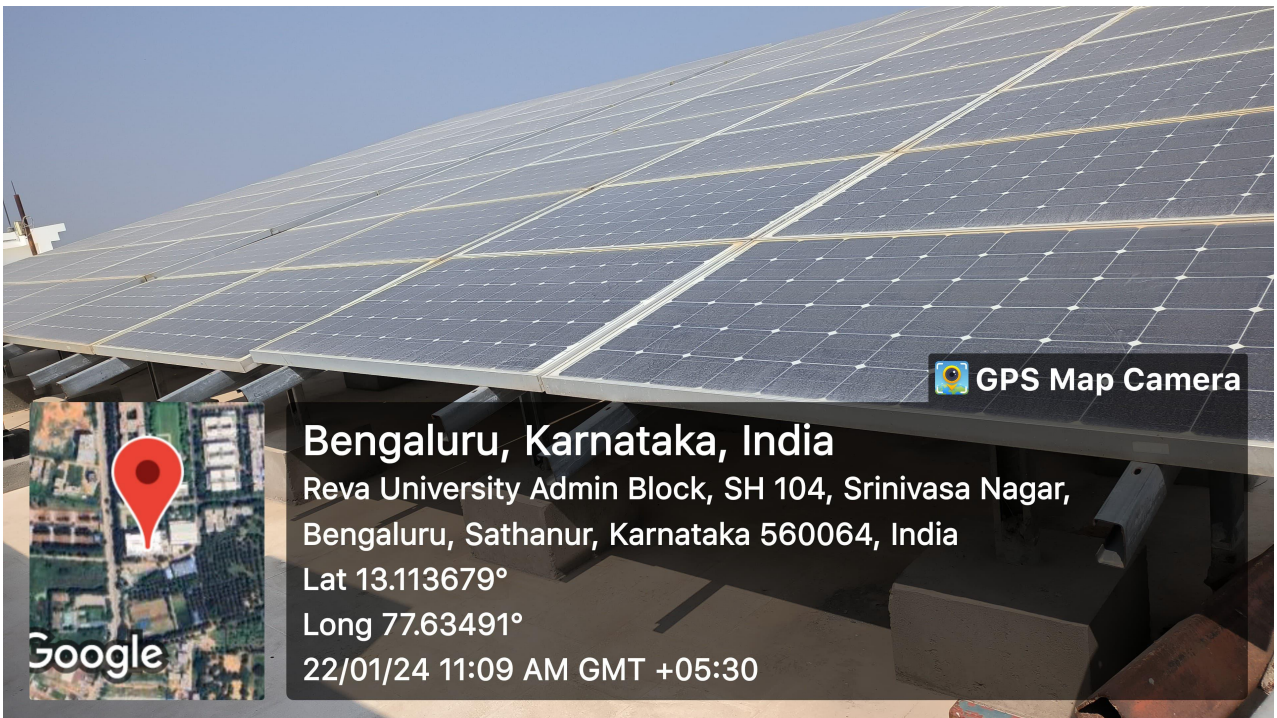 GPS Map Camera
Bengaluru, Karnataka, India
Reva University Admin Block, SH 104, Srinivasa Nagar,
Bengaluru, Sathanur, Karnataka 560064, India
Lat 13.113679°
Long 77.63491°
22/01/24 11:09 AM GMT +05:30
Google